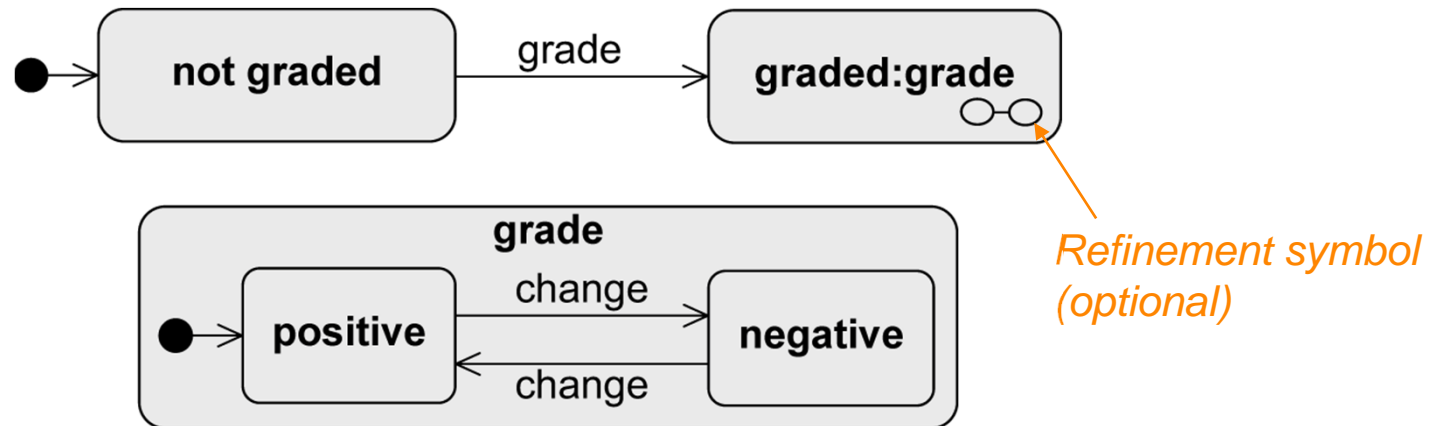 not graded
grade
graded:grade
grade
change
positive
negative
change
Refinement symbol
(optional)